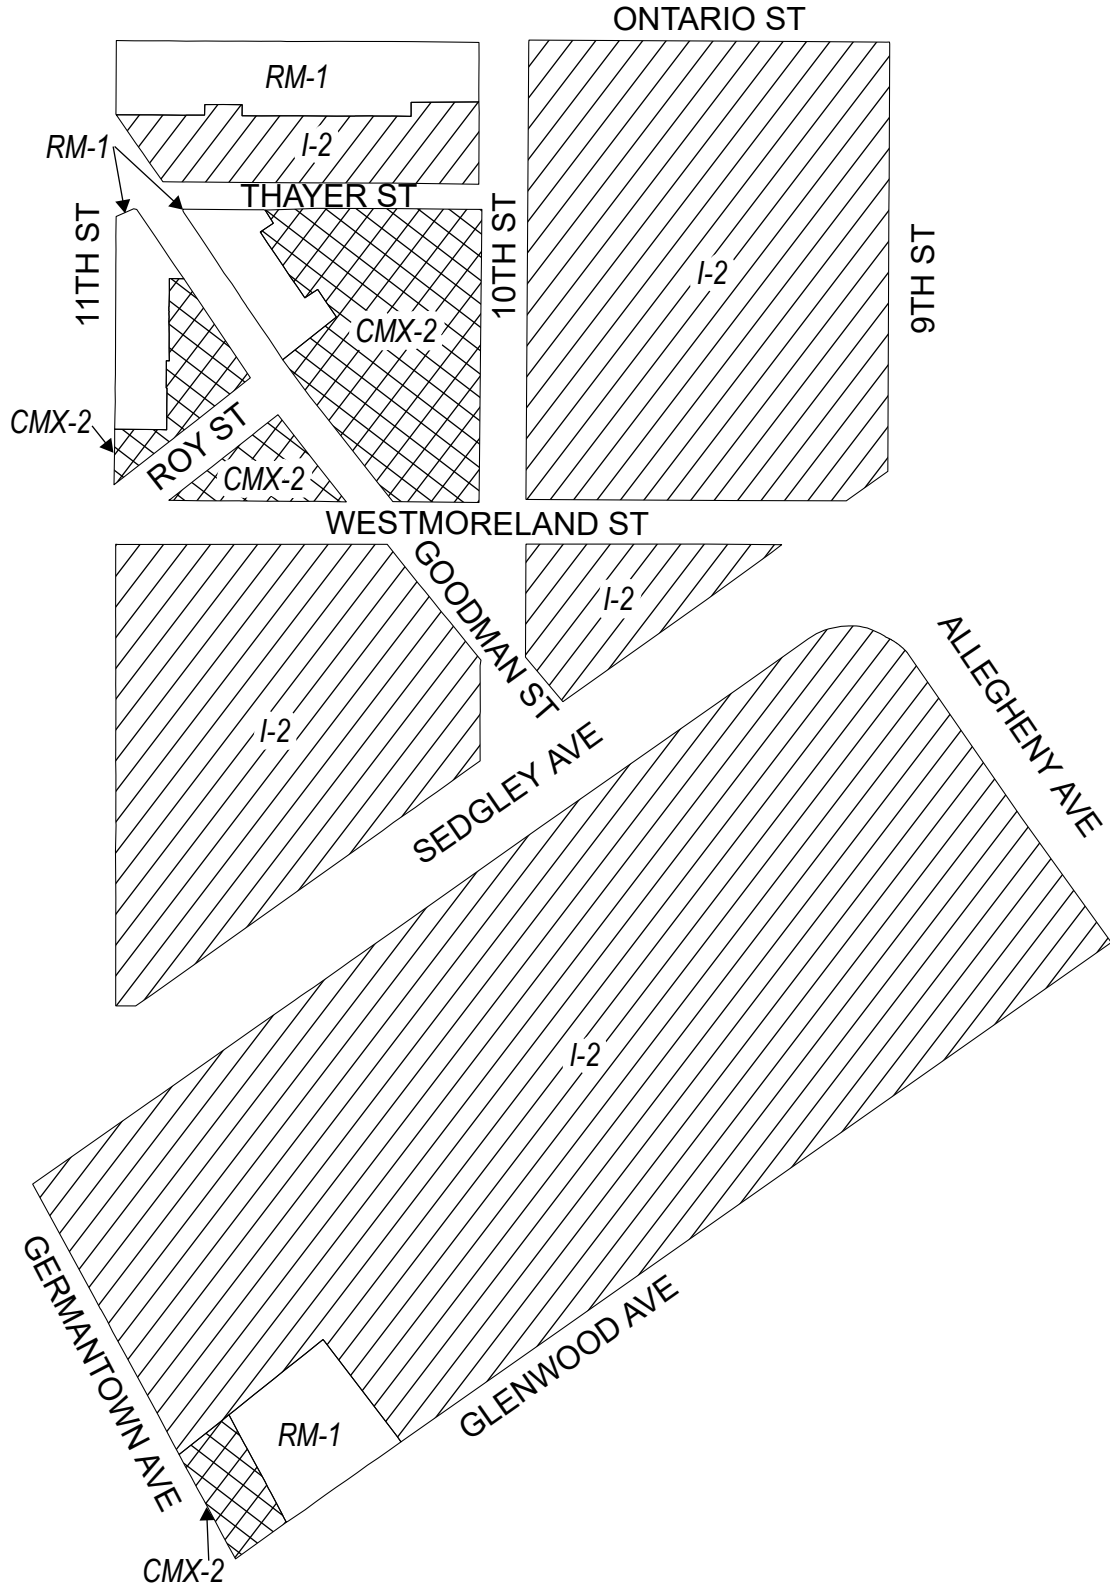 ONTARIO ST
RM-1
RM-1
I-2
THAYER ST
11TH ST
10TH ST
I-2
9TH ST
CMX-2
CMX-2
ROY ST
CMX-2
WESTMORELAND ST
GOODMAN ST
I-2
ALLEGHENY AVE
I-2
SEDGLEY AVE
I-2
GERMANTOWN AVE
GLENWOOD AVE
RM-1
CMX-2